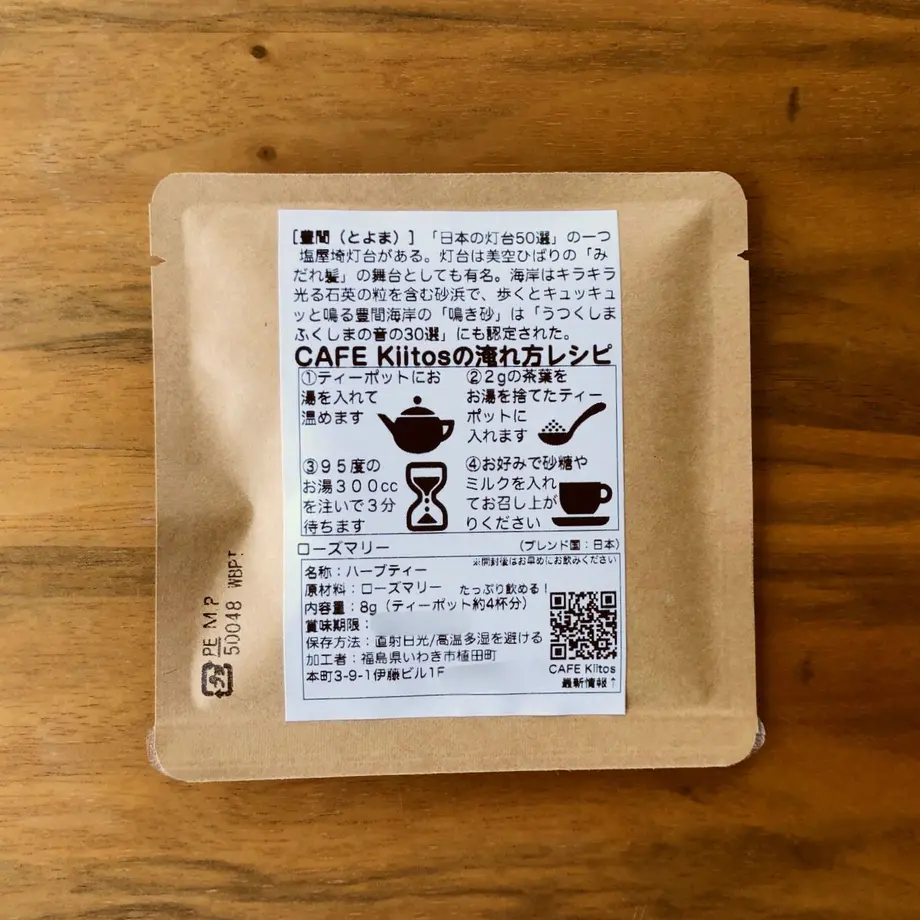 [豊間（とよま）]「日本の灯台50選」の一つ
塩屋埼灯台がある。灯台は美空ひばりの「み
だれ髪」の舞台としても有名。海岸はキラキラ
光る石英の粒を含む砂浜で、歩くとキュッキュ
ッと鳴る豊間海岸の「鳴き砂」は「うつくしま
ふくしまの音の30選」にも認定された。
CAFE Kiitosの淹れ方レシピ
①ティーポットにお
湯を入れて
温めます
②2gの茶葉を
お湯を捨てたティー
ポットに
入れます
③95度の
お湯300cc
を注いで3分
待ちます
④お好みで砂糖や
ミルクを入れ
てお召し上が
りください
ローズマリー
（ブレンド国：日本）
※開封後はお早めにお飲みください
名称：ハーブティー
原材料：ローズマリー
たっぷり飲める！
内容量：8g（ティーポット約4杯分）
賞味期限：
保存方法：直射日光/高温多湿を避ける
加工者：福島県いわき市植田町
本町3-9-1伊藤ビル1F
CAFE Kiitos
最新情報↑
PE M,P
50048 WBPT